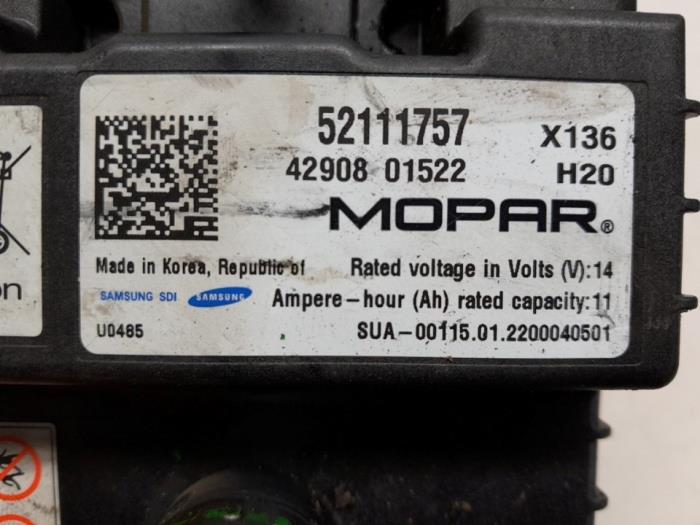 52111757 X136
42908 01522 H20
MOPAR®
Made in Korea, Republic of Rated voltage in Volts (V):14
SAMSUNG SDI SAMSUNG Ampere-hour (Ah) rated capacity:11
U0485 SUA-00115.01.2200040501
on